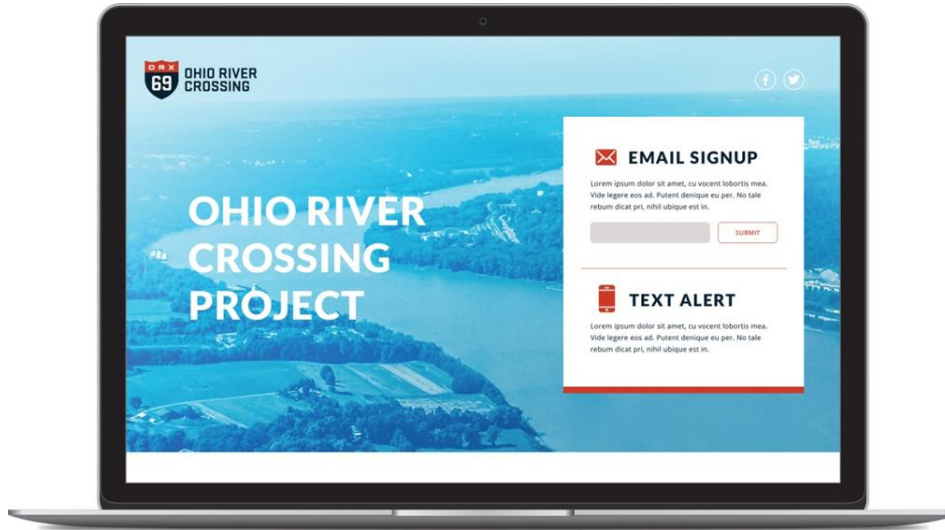 ORX
69
OHIO RIVER
CROSSING
OHIO RIVER
CROSSING
PROJECT
EMAIL SIGNUP
Lorem ipsum dolor sit amet, cu vocent lobortis mea.
Vide legere eos ad. Putent denique eu per. No tale
rebum dicat pri, nihil ubique est in.
SUBMIT
TEXT ALERT
Lorem ipsum dolor sit amet, cu vocent lobortis mea.
Vide legere eos ad. Putent denique eu per. No tale
rebum dicat pri, nihil ubique est in.